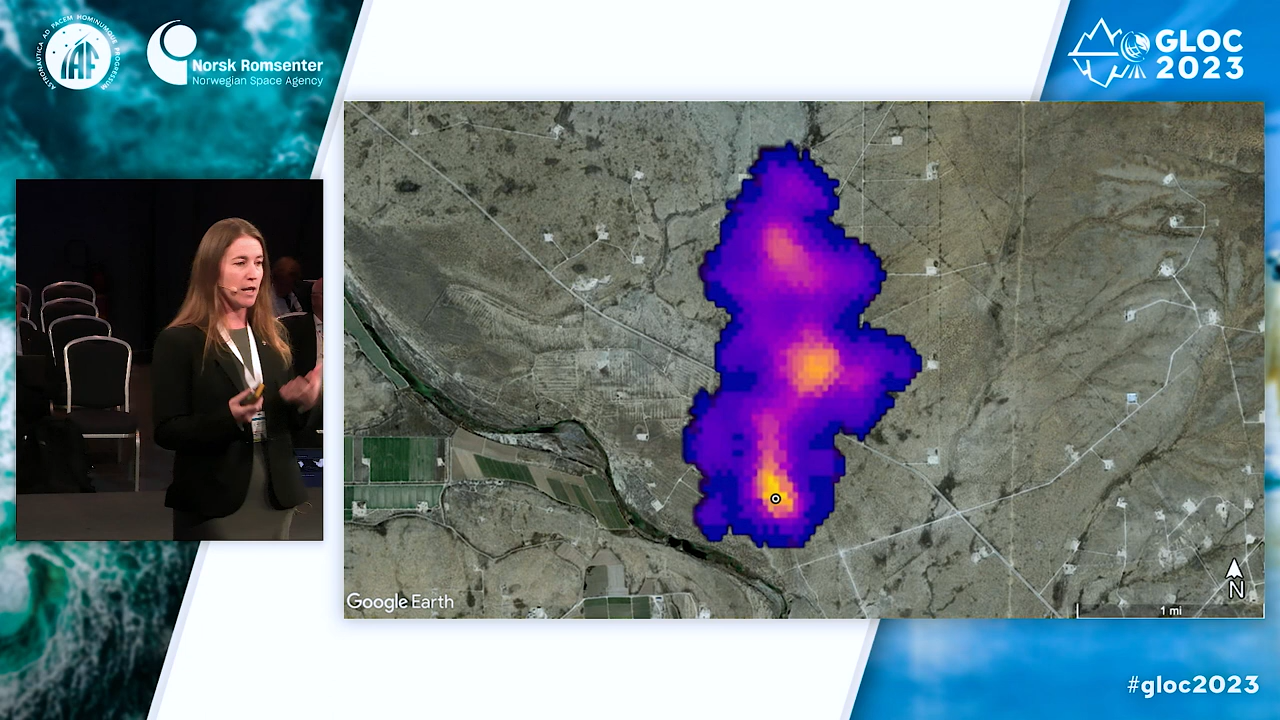 ASTRONAUTICA AD PACEM HOMINUMQUE PROGRESSUM
IAF
Norsk Romsenter
Norwegian Space Agency
GLOC
2023
Google Earth
N
1 mi
#gloc2023